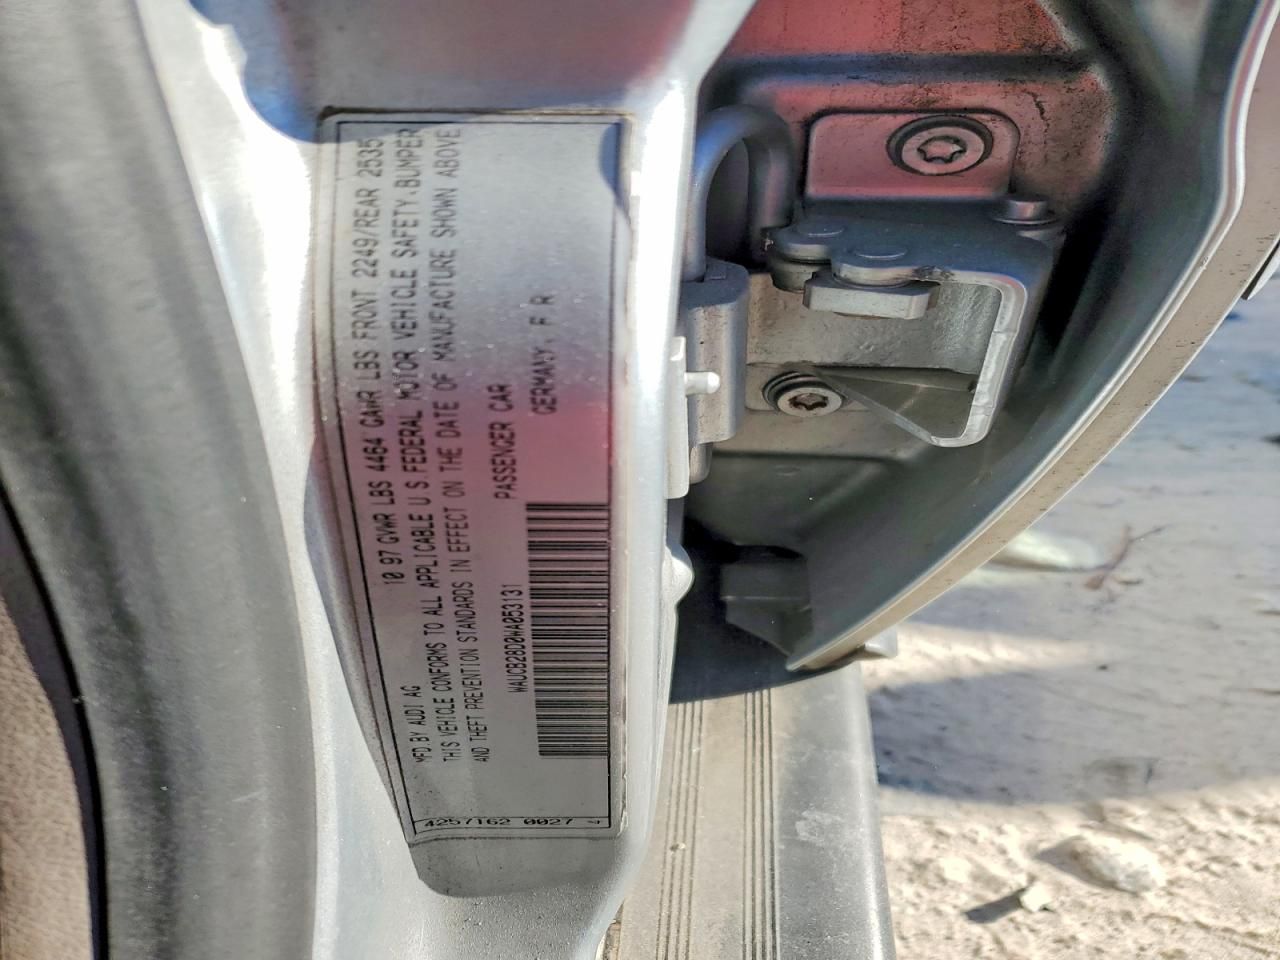 MFD BY AUDI AG 10 97 GVWR LBS 4464 GAWR LBS FRONT 2249/REAR 2535
THIS VEHICLE CONFORMS TO ALL APPLICABLE U S FEDERAL MOTOR VEHICLE SAFETY,BUMPER
AND THEFT PREVENTION STANDARDS IN EFFECT ON THE DATE OF MANUFACTURE SHOWN ABOVE
WAUCB28D0WA053131 PASSENGER CAR
GERMANY, F R
4257162 0027